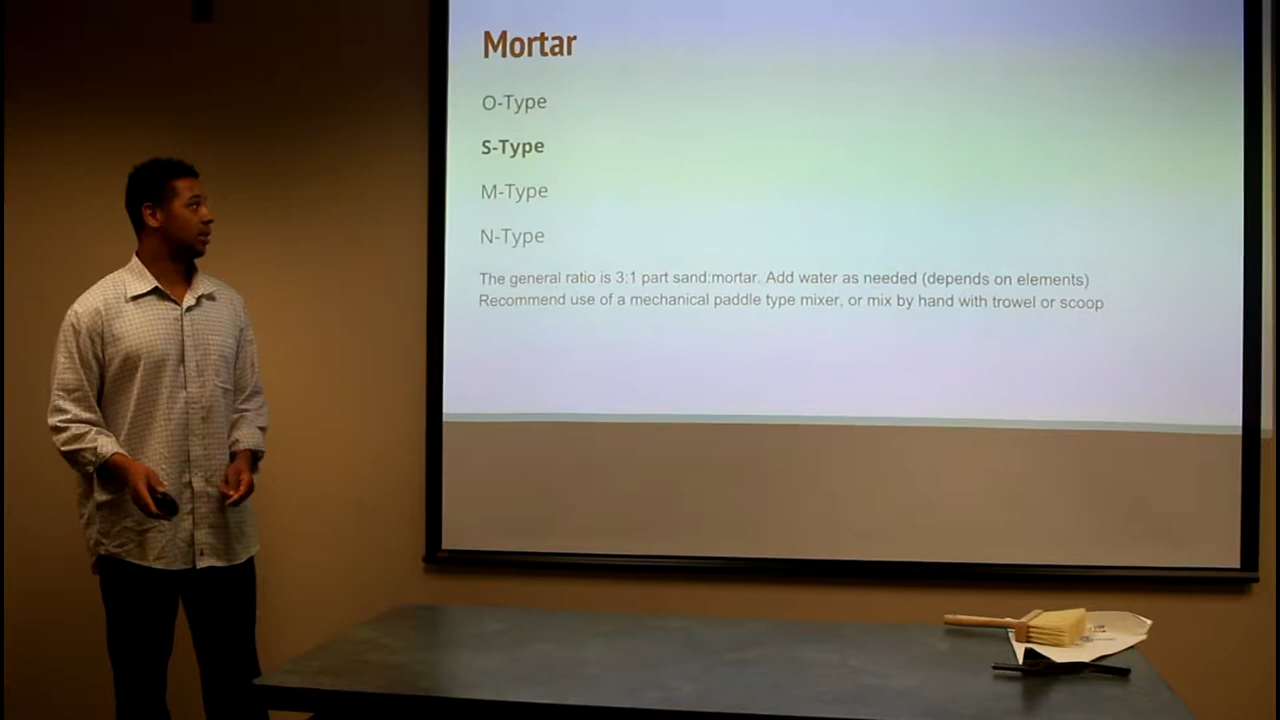 Mortar
O-Type
S-Type
M-Type
N-Type
The general ratio is 3:1 part sand:mortar. Add water as needed (depends on elements)
Recommend use of a mechanical paddle type mixer, or mix by hand with trowel or scoop